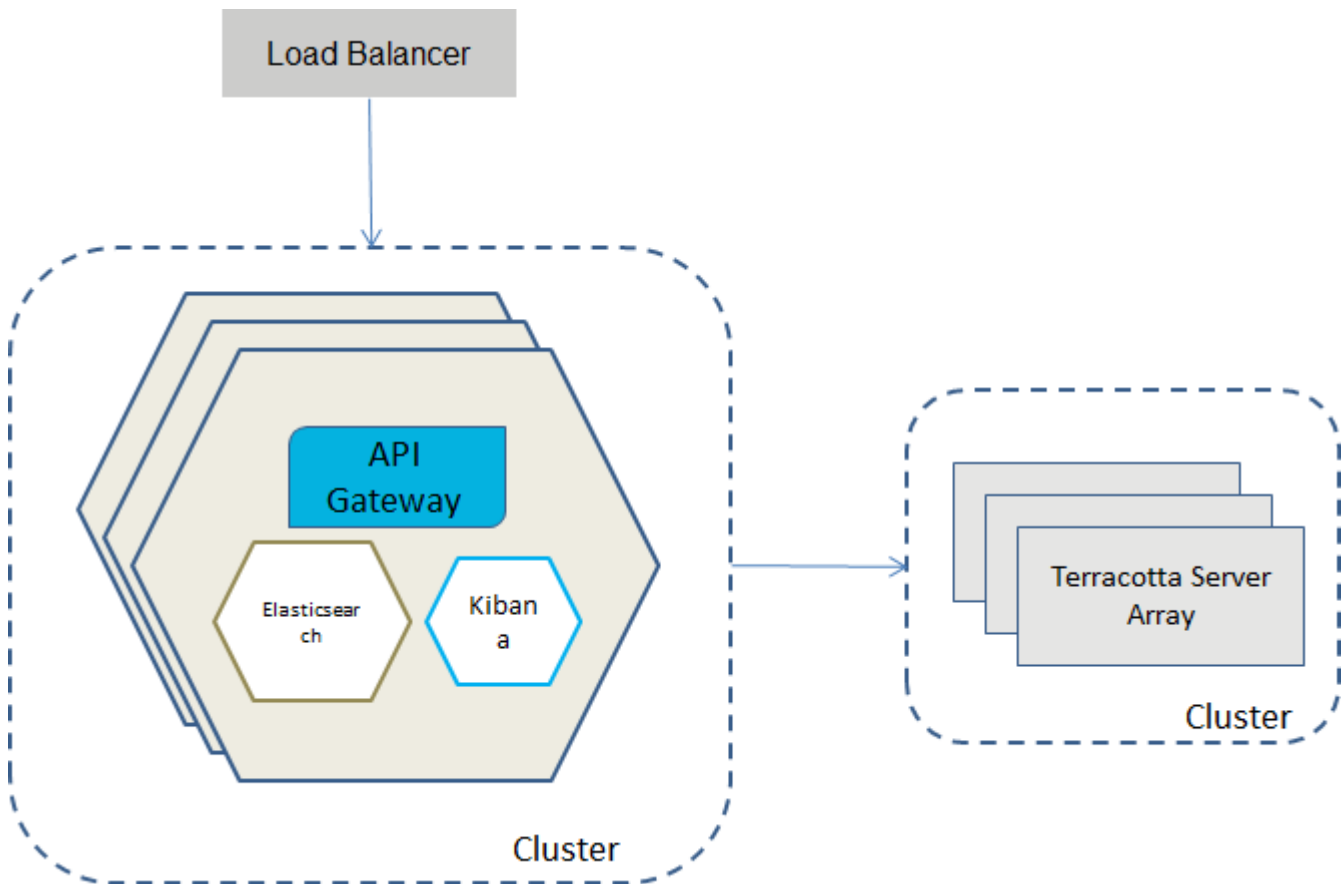 Load Balancer
API
Gateway
Elasticsear
ch
Kiban
a
Cluster
Terracotta Server
Array
Cluster